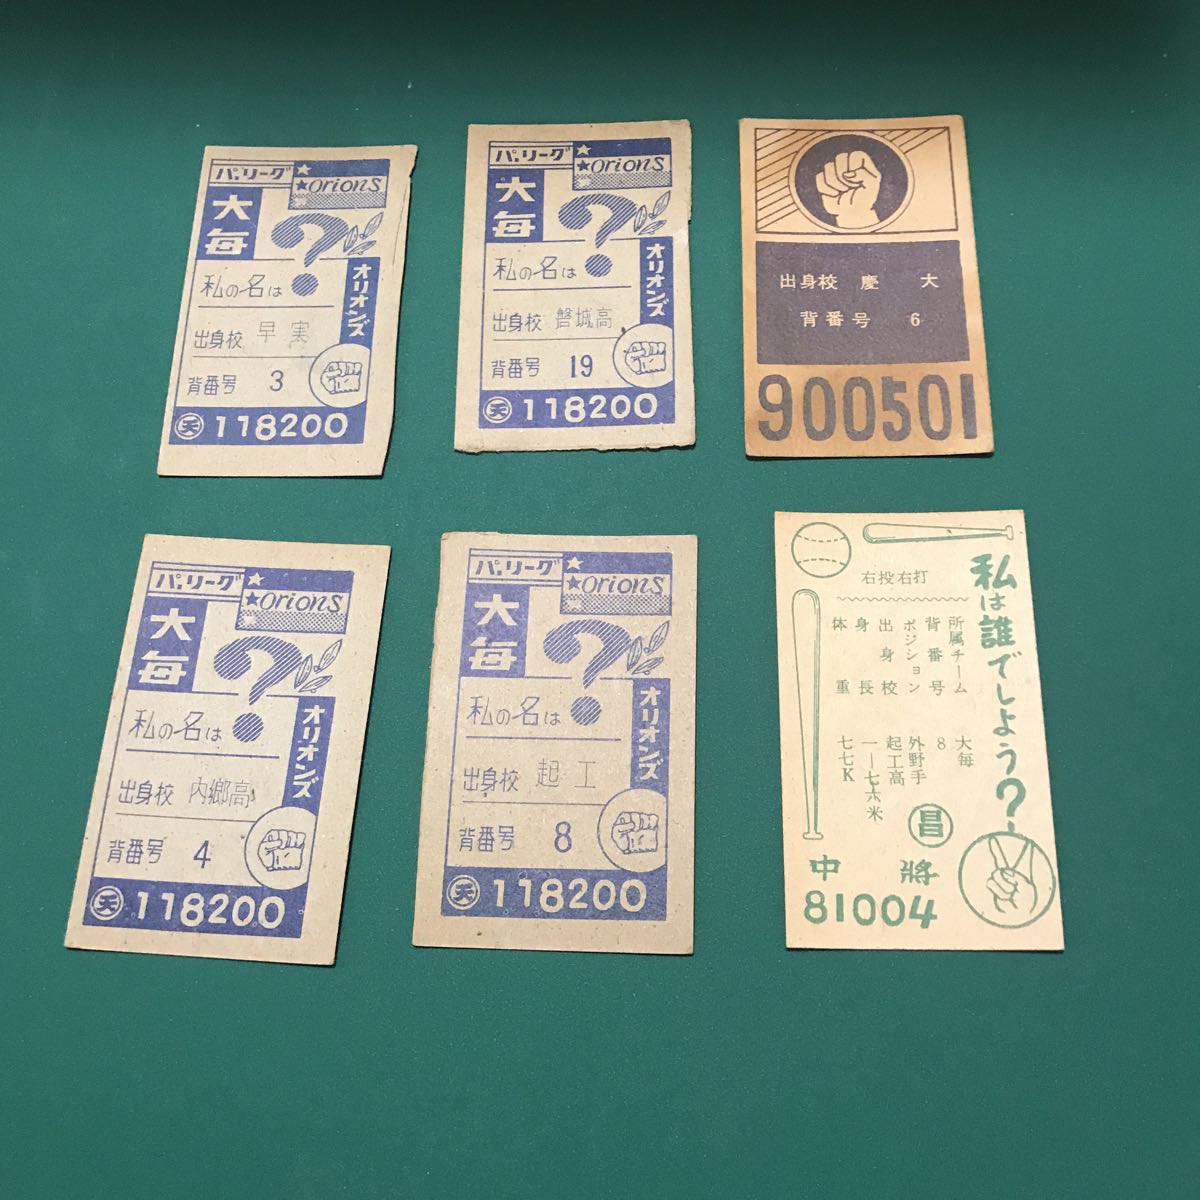 パ.リーグ
Orions
大毎
オリオンズ
?
私の名は
出身校 早実
背番号 3
天 118200
パ.リーグ
Orions
大毎
オリオンズ
?
私の名は
出身校 磐城高
背番号 19
天 118200
出身校 慶 大
背番号 6
900501
パ.リーグ
Orions
大毎
オリオンズ
?
私の名は
出身校 内郷高
背番号 4
天 118200
パ.リーグ
Orions
大毎
オリオンズ
?
私の名は
出身校 起工
背番号 8
天 118200
私は誰でしよう?
右投右打
所属チーム 大毎
背番号 8
ポジション 外野手
出身校 起工高
身長 一ー七六米
体重 七七K
昌
中 将
81004